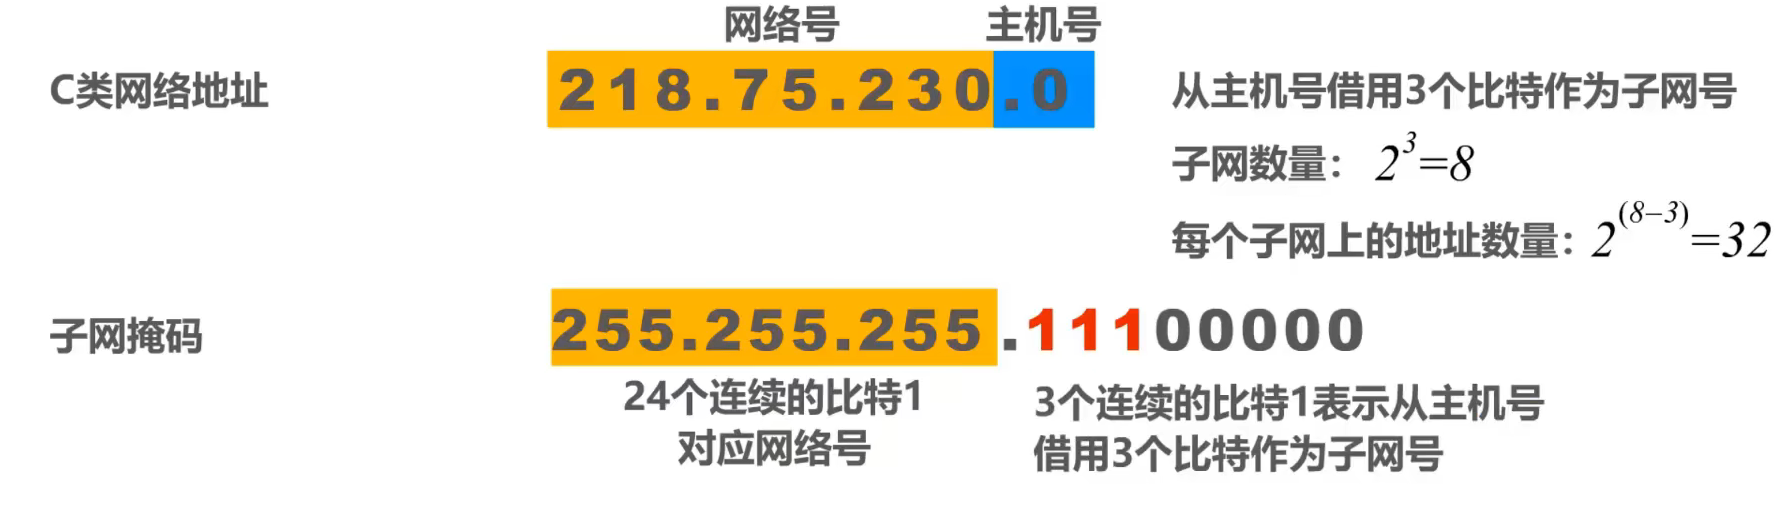 网络号 主机号
C类网络地址 218.75.230.0 从主机号借用3个比特作为子网号
子网数量： 2^3=8
每个子网上的地址数量：2^(8-3)=32
子网掩码 255.255.255.11100000
24个连续的比特1
对应网络号
3个连续的比特1表示从主机号
借用3个比特作为子网号